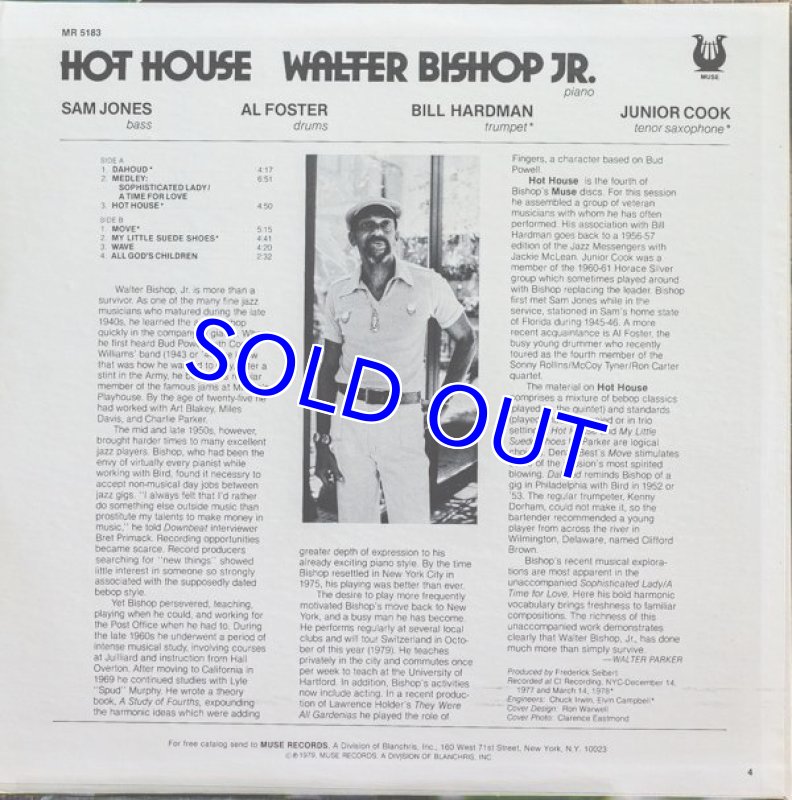 MR 5183
HOT HOUSE WALTER BISHOP JR.
piano
MUSE
SAM JONES
bass
AL FOSTER
drums
BILL HARDMAN
trumpet*
JUNIOR COOK
tenor saxophone*
SIDE A
1. DAHOUD* 4:17
2. MEDLEY: 6:51
SOPHISTICATED LADY/
A TIME FOR LOVE
3. HOT HOUSE* 4:50
SIDE B
1. MOVE* 5:15
2. MY LITTLE SUEDE SHOES* 4:41
3. WAVE 4:20
4. ALL GOD'S CHILDREN 2:32
Walter Bishop, Jr. is more than a
survivor. As one of the many fine jazz
musicians who matured during the late
1940s, he learned the
quickly in the
he first heard Bud
Williams' band (1943 or
that was how he
stint in the Army, he
member of the famous jams at
Playhouse. By the age of twenty-five he
had worked with Art Blakey, Miles
Davis, and Charlie Parker.
The mid and late 1950s, however,
brought harder times to many excellent
jazz players. Bishop, who had been the
envy of virtually every pianist while
working with Bird, found it necessry to
accept non-musical day jobs between
jazz gigs. "I always felt that I'd rather
do something else outside music than
prostitute my talents to make money in
music," he told Downbeat interviewer
Bret Primack. Recording opportunities
became scarce. Record producers
searching for "new things" showed
little interest in someone so strongly
associated with the supposedly dated
bebop style.
Yet Bishop persevered, teaching,
playing when he could, and working for
the Post Office when he had to. During
the late 1960s he underwent a period of
intense musical study, involving courses
at Juilliard and instruction from Hall
Overton. After moving to California in
1969 he continued studies with Lyle
"Spud" Murphy. He wrote a theory
book, A Study of Fourths, expounding
the harmonic ideas which were adding
greater depth of expression to his
already exciting piano style. By the time
Bishop resettled in New York City in
1975, his playing was better than ever.
The desire to play more frequently
motivated Bishop's move back to New
York, and a busy man he has become.
He performs regularly at several local
clubs and will tour Switzerland in Octo-
ber of this year (1979). He teaches
privately in the city and commutes once
per week to teach at the University of
Hartford. In addition, Bishop's activities
now include acting. In a recent produc-
tion of Lawrence Holder's They Were
All Gardenias he played the role of
Fingers, a character based on Bud
Powell.
Hot House is the fourth of
Bishop's Muse discs. For this session
he assembled a group of veteran
musicians with whom he has often
performed. His association with Bill
Hardman goes back to a 1956-57
edition of the Jazz Messengers with
Jackie McLean. Junior Cook was a
member of the 1960-61 Horace Silver
group which sometimes played around
with Bishop replacing the leader. Bishop
first met Sam Jones while in the
service, stationed in Sam's home state
of Florida during 1945-46. A more
recent acquaintance is Al Foster, the
busy young drummer who recently
toured as the fourth member of the
Sonny Rollins/McCoy Tyner/Ron Carter
quartet.
The material on Hot House
comprises a mixture of bebop classics
(played by the quintet) and standards
(played or in trio
setting). Hot House and My Little
Suede Shoes Parker are logical
Best's Move stimulates
of the session's most spirited
blowing. reminds Bishop of a
gig in Philadelphia with Bird in 1952 or
'53. The regular trumpeter, Kenny
Dorham, could not make it, so the
bartender recommended a young
player from across the river in
Wilmington, Delaware, named Clifford
Brown.
Bishop's recent musical explora-
tions are most apparent in the
unaccompanied Sophisticated Lady/A
Time for Love. Here his bold harmonic
vocabulary brings freshness to familiar
compositions. The richness of this
unaccompanied work demonstrates
clearly that Walter Bishop, Jr., has done
much more than simply survive.
—WALTER PARKER
Produced by Frederick Seibert
Recorded at CI Recording, NYC-December 14,
1977 and March 14, 1978*
Engineers: Chuck Irwin, Elvin Campbell*
Cover Design: Ron Warwell
Cover Photo: Clarence Eastmond
For free catalog send to MUSE RECORDS, A Division of Blanchris, Inc., 160 West 71st Street, New York, N.Y. 10023
©℗ 1979, MUSE RECORDS, A DIVISION OF BLANCHRIS, INC.
4
SOLD OUT